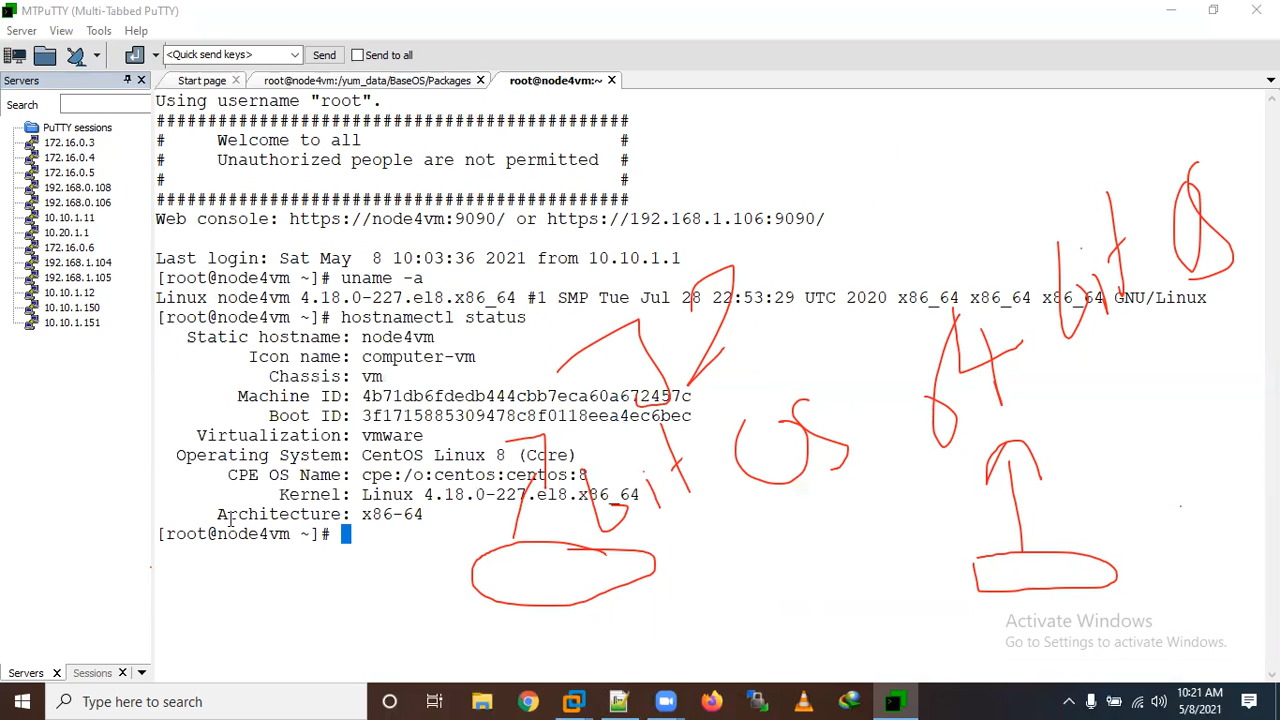 MTPuTTY (Multi-Tabbed PuTTY)
Server View Tools Help
<Quick send keys> Send Send to all
Servers
Start page root@node4vm:/yum_data/BaseOS/Packages root@node4vm:~
Search
PuTTY sessions
172.16.0.3
172.16.0.4
172.16.0.5
192.168.0.108
192.168.0.106
10.10.1.11
10.20.1.1
172.16.0.6
192.168.1.104
192.168.1.105
10.10.1.12
10.10.1.150
10.10.1.151
Using username "root".
################################################
# Welcome to all #
# Unauthorized people are not permitted #
# #
################################################
Web console: https://node4vm:9090/ or https://192.168.1.106:9090/
Last login: Sat May  8 10:03:36 2021 from 10.10.1.1
[root@node4vm ~]# uname -a
Linux node4vm 4.18.0-227.el8.x86_64 #1 SMP Tue Jul 28 22:53:29 UTC 2020 x86_64 x86_64 x86_64 GNU/Linux
[root@node4vm ~]# hostnamectl status
Static hostname: node4vm
Icon name: computer-vm
Chassis: vm
Machine ID: 4b71db6fdedb444cbb7eca60a672457c
Boot ID: 3f1715885309478c8f0118eea4ec6bec
Virtualization: vmware
Operating System: CentOS Linux 8 (Core)
CPE OS Name: cpe:/o:centos:centos:8
Kernel: Linux 4.18.0-227.el8.x86_64
Architecture: x86-64
[root@node4vm ~]#
bit OS
64 bit OS
Activate Windows
Go to Settings to activate Windows.
Servers Sessions
Type here to search
10:21 AM
5/8/2021